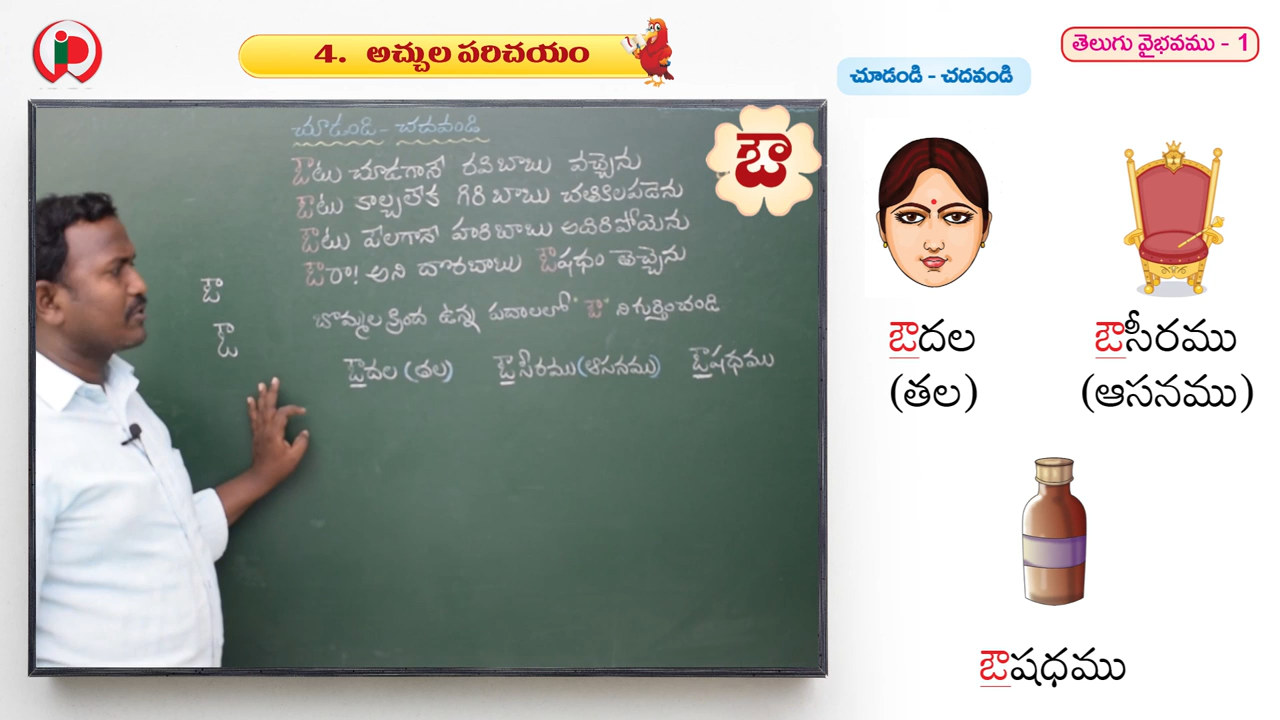 4. అచ్చుల పరిచయం
తెలుగు వైభవము - 1
చూడండి - చదవండి
చూడండి - చదవండి
ఔ
ఔటు చూడగానే రవి బాబు వచ్చెను
ఔటు కాల్చలేక గిరి బాబు చతికిలపడెను
ఔటు పేలగానే హరి బాబు అదిరిపోయెను
ఔరా! అని దొరబాబు ఔషధం తెచ్చెను
ఔ
ఔ
బొమ్మల క్రింద ఉన్న పదాలలో "ఔ" ని గుర్తించండి
ఔదల (తల) ఔసీరము (ఆసనము) ఔషధము
ఔదల
(తల)
ఔసీరము
(ఆసనము)
ఔషధము